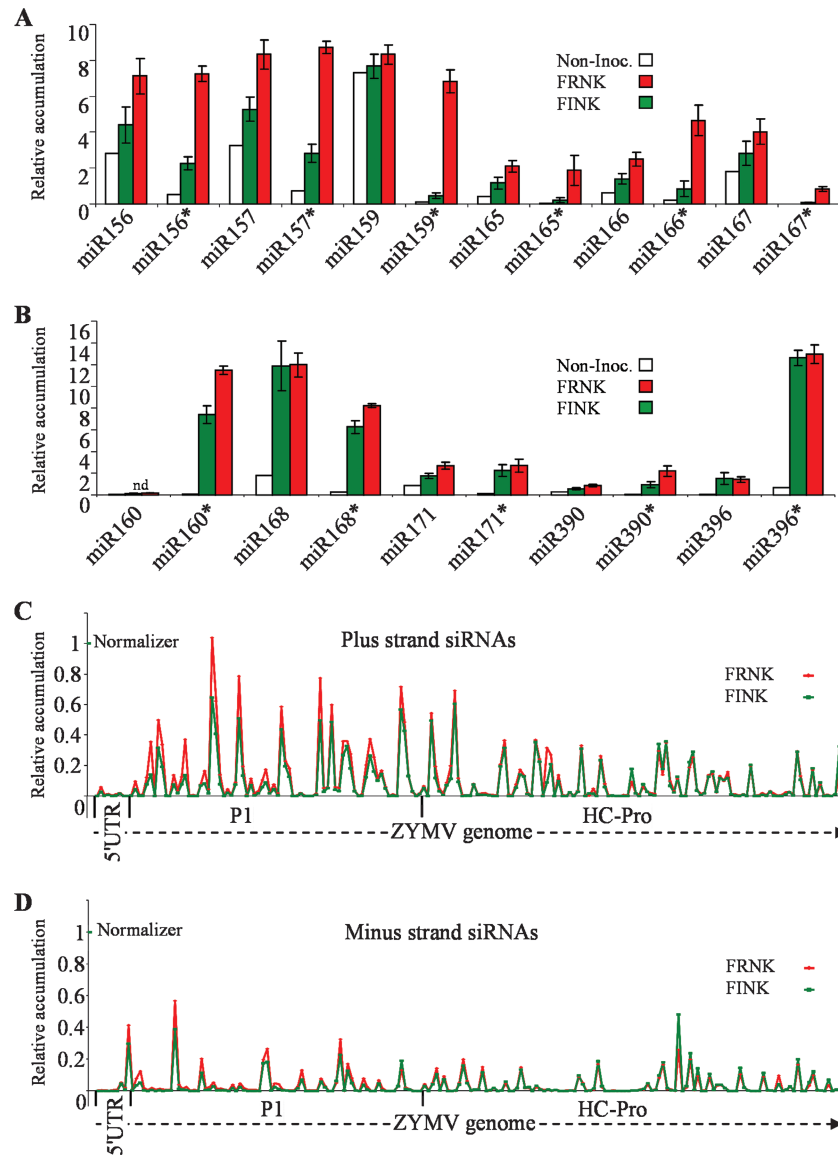 A
Relative accumulation
10
8
6
4
2
0
Non-Inoc.
FRNK
FINK
miR156
miR156*
miR157
miR157*
miR159
miR159*
miR165
miR165*
miR166
miR166*
miR167
miR167*
B
Relative accumulation
16
14
12
10
8
6
4
2
0
nd
Non-Inoc.
FRNK
FINK
miR160
miR160*
miR168
miR168*
miR171
miR171*
miR390
miR390*
miR396
miR396*
C
Relative accumulation
1
0.8
0.6
0.4
0.2
0
Normalizer
Plus strand siRNAs
FRNK
FINK
5'UTR
P1
HC-Pro
ZYMV genome
D
Relative accumulation
1
0.8
0.6
0.4
0.2
0
Normalizer
Minus strand siRNAs
FRNK
FINK
5'UTR
P1
HC-Pro
ZYMV genome